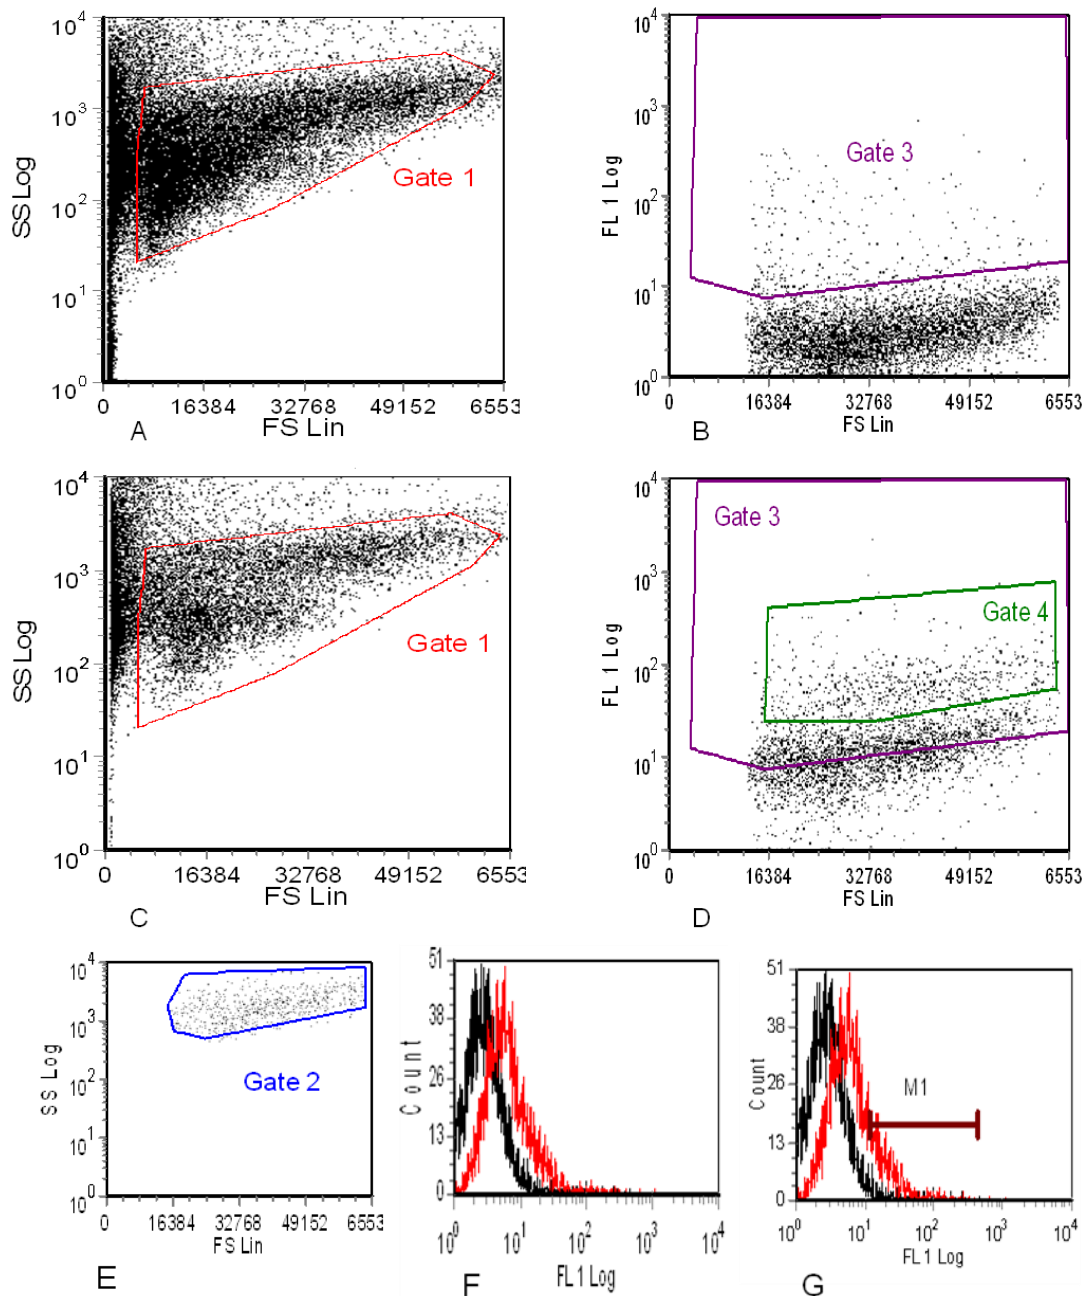 10^4
10^3
10^2
10^1
10^0
SS Log
Gate 1
0 16384 32768 49152 6553
FS Lin
A
10^4
10^3
10^2
10^1
10^0
FL 1 Log
Gate 3
0 16384 32768 49152 6553
FS Lin
B
10^4
10^3
10^2
10^1
10^0
SS Log
Gate 1
0 16384 32768 49152 6553
FS Lin
C
10^4
10^3
10^2
10^1
10^0
FL 1 Log
Gate 3
Gate 4
0 16384 32768 49152 6553
FS Lin
D
10^4
10^3
10^2
10^1
10^0
SS Log
Gate 2
0 16384 32768 49152 6553
FS Lin
E
51
38
26
13
0
Count
10^0 10^1 10^2 10^3 10^4
FL 1 Log
F
51
38
26
13
0
Count
M1
10^0 10^1 10^2 10^3 10^4
FL 1 Log
G